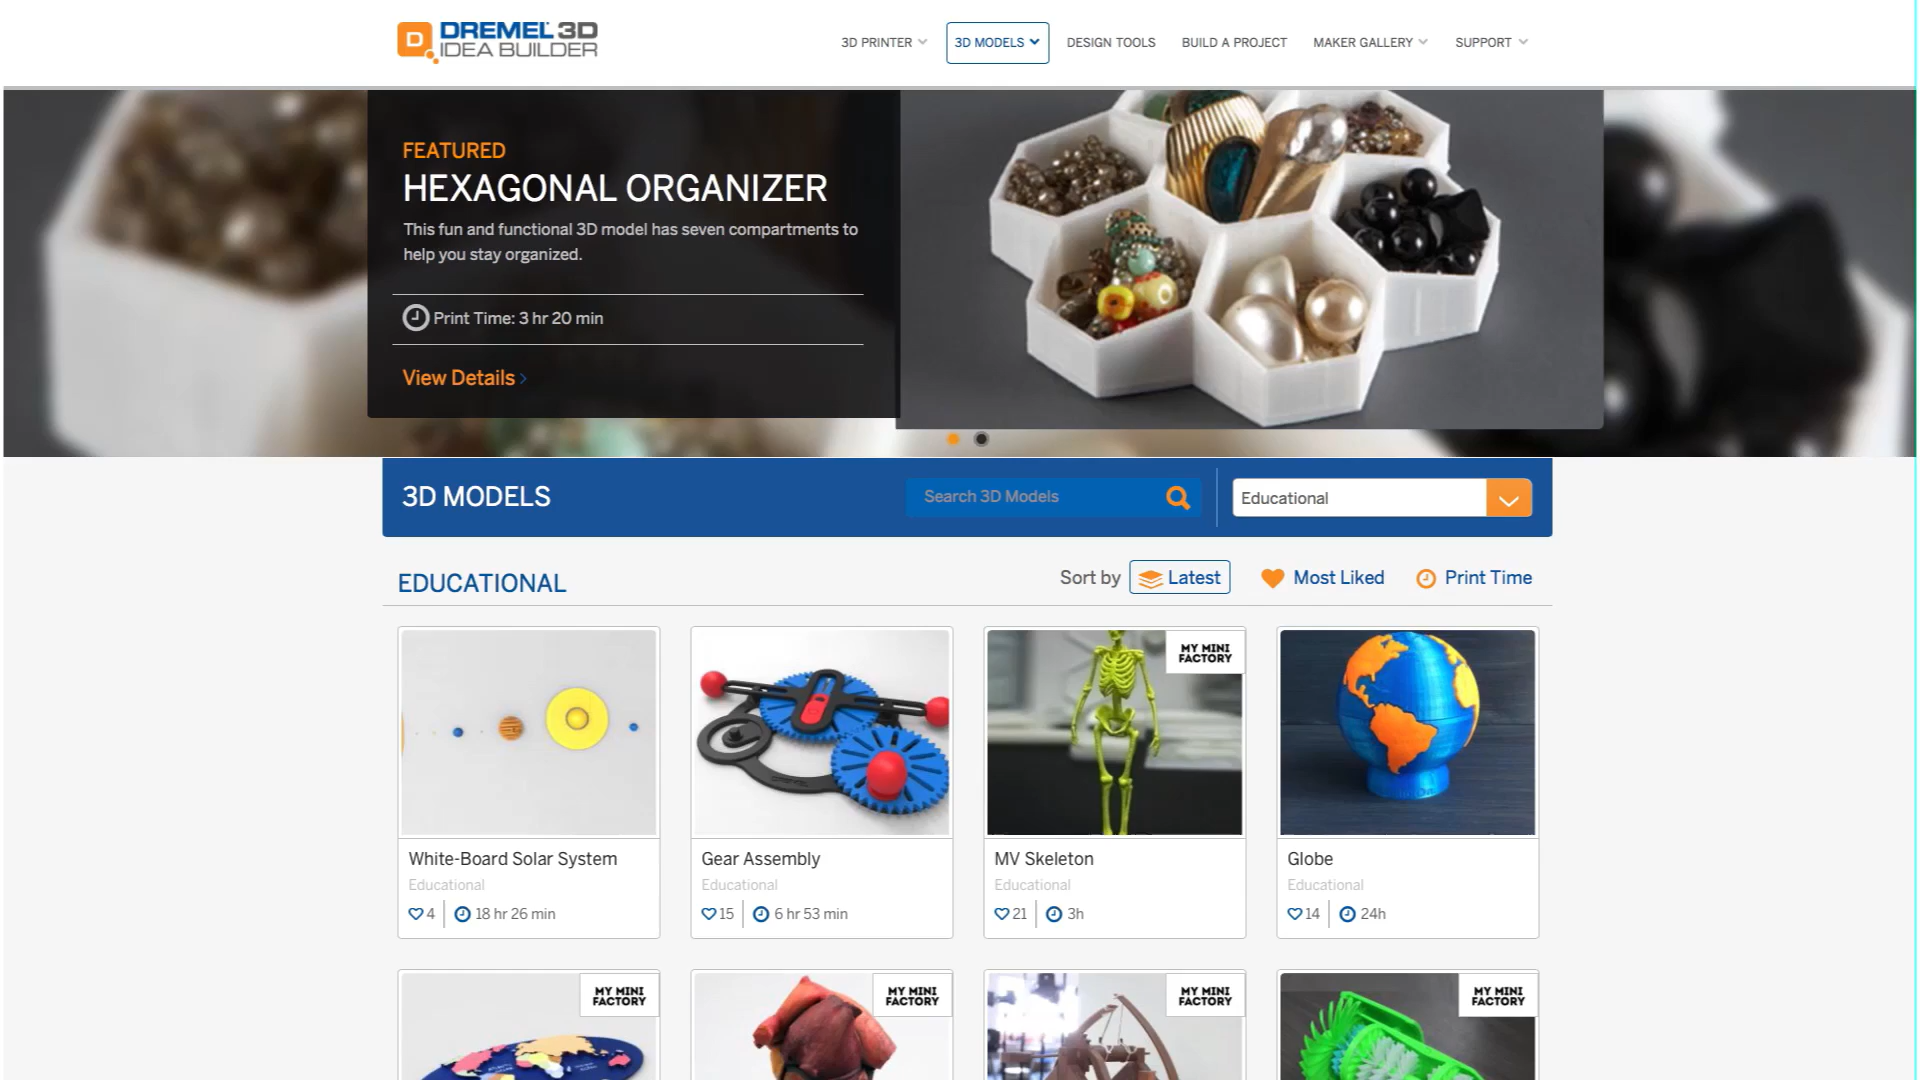 DREMEL 3D
IDEA BUILDER
3D PRINTER
3D MODELS
DESIGN TOOLS
BUILD A PROJECT
MAKER GALLERY
SUPPORT
FEATURED
HEXAGONAL ORGANIZER
This fun and functional 3D model has seven compartments to
help you stay organized.
Print Time: 3 hr 20 min
View Details
3D MODELS
Search 3D Models
Educational
EDUCATIONAL
Sort by
Latest
Most Liked
Print Time
MY MINI
FACTORY
White-Board Solar System
Educational
4
18 hr 26 min
Gear Assembly
Educational
15
6 hr 53 min
MV Skeleton
Educational
21
3h
Globe
Educational
14
24h
MY MINI
FACTORY
MY MINI
FACTORY
MY MINI
FACTORY
MY MINI
FACTORY